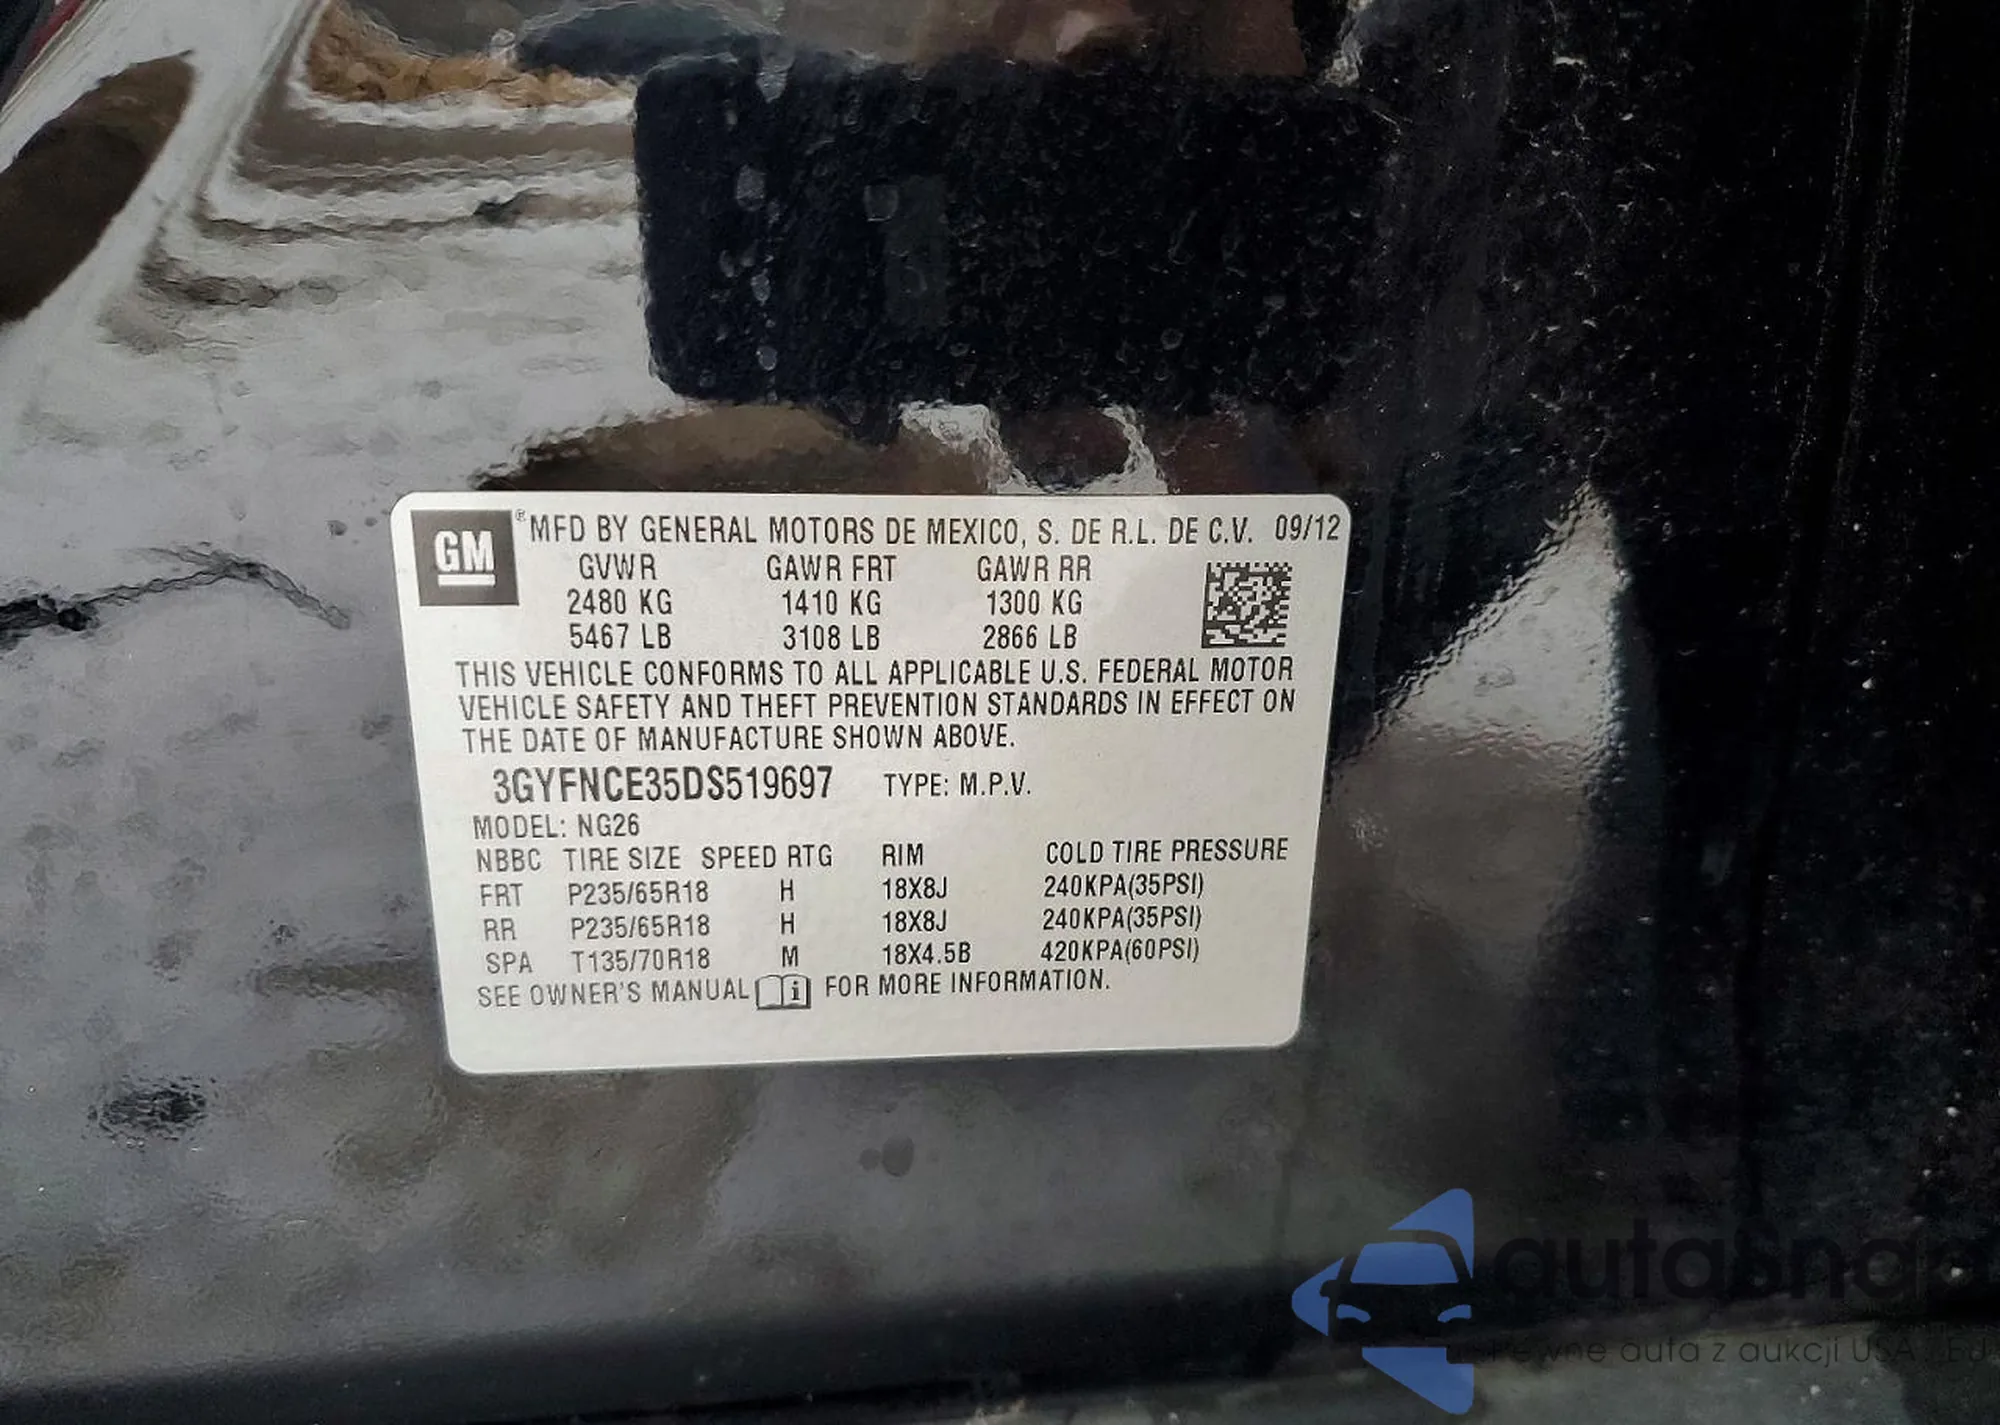 GM ® MFD BY GENERAL MOTORS DE MEXICO, S. DE R.L. DE C.V. 09/12
GVWR GAWR FRT GAWR RR
2480 KG 1410 KG 1300 KG
5467 LB 3108 LB 2866 LB
THIS VEHICLE CONFORMS TO ALL APPLICABLE U.S. FEDERAL MOTOR
VEHICLE SAFETY AND THEFT PREVENTION STANDARDS IN EFFECT ON
THE DATE OF MANUFACTURE SHOWN ABOVE.
3GYFNCE35DS519697 TYPE: M.P.V.
MODEL: NG26
NBBC TIRE SIZE SPEED RTG RIM COLD TIRE PRESSURE
FRT P235/65R18 H 18X8J 240KPA(35PSI)
RR P235/65R18 H 18X8J 240KPA(35PSI)
SPA T135/70R18 M 18X4.5B 420KPA(60PSI)
SEE OWNER'S MANUAL i FOR MORE INFORMATION.
auta z aukcji USA